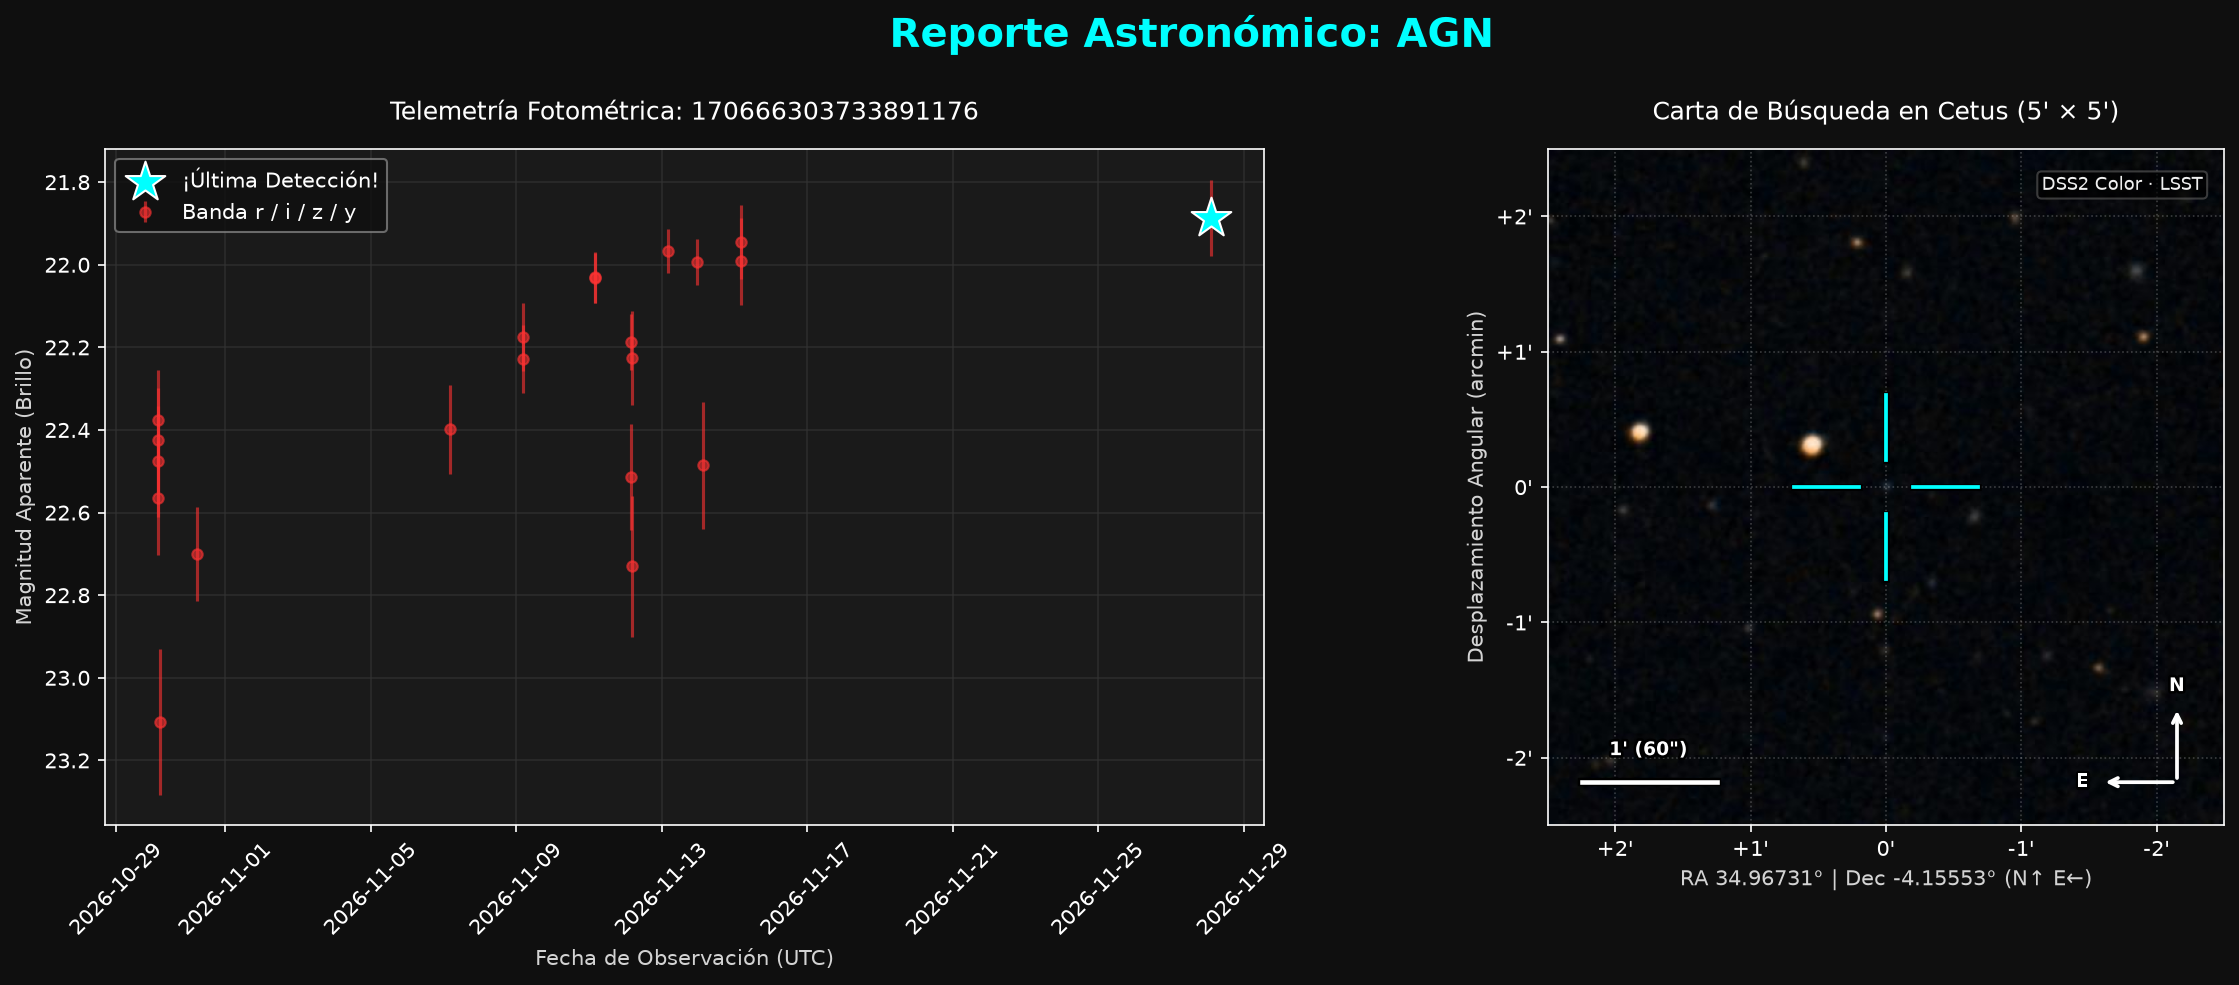 Reporte Astronómico: AGN
Telemetría Fotométrica: 170666303733891176
¡Última Detección!
Banda r / i / z / y
Magnitud Aparente (Brillo)
21.8
22.0
22.2
22.4
22.6
22.8
23.0
23.2
2026-10-29
2026-11-01
2026-11-05
2026-11-09
2026-11-13
2026-11-17
2026-11-21
2026-11-25
2026-11-29
Fecha de Observación (UTC)
Carta de Búsqueda en Cetus (5' × 5')
DSS2 Color · LSST
Desplazamiento Angular (arcmin)
+2'
+1'
0'
-1'
-2'
N
E
1' (60")
+2'
+1'
0'
-1'
-2'
RA 34.96731° | Dec -4.15553° (N↑ E←)